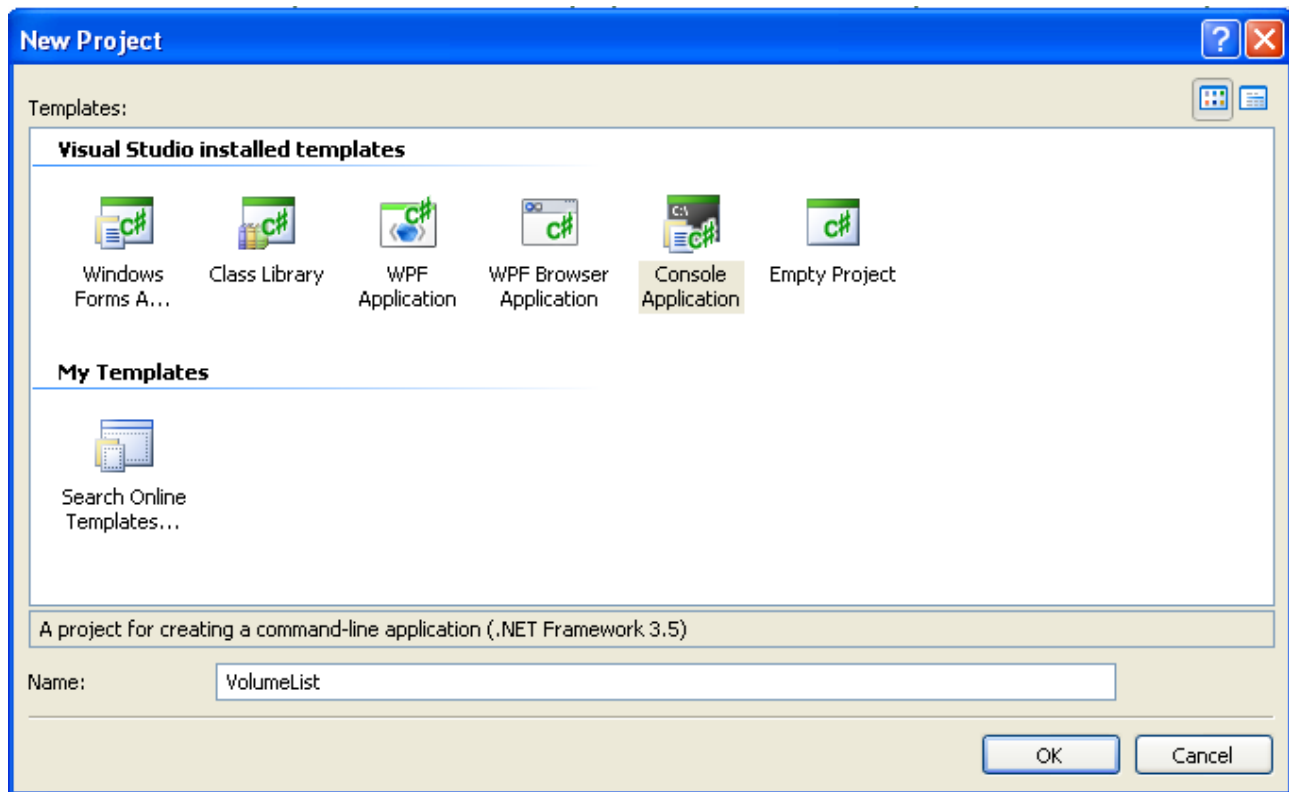 New Project
Templates:
Visual Studio installed templates
C# C# C# C# C:\ C# C#
Windows Class Library WPF WPF Browser Console Empty Project
Forms A... Application Application Application
My Templates
Search Online
Templates...
A project for creating a command-line application (.NET Framework 3.5)
Name: VolumeList
OK Cancel